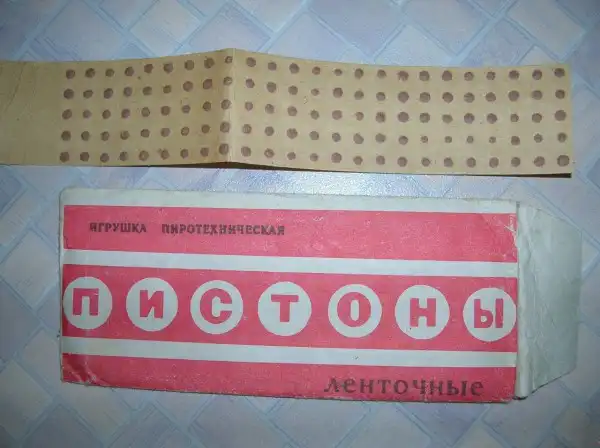 ИГРУШКА ПИРОТЕХНИЧЕСКАЯ
ПИСТОНЫ
ленточные